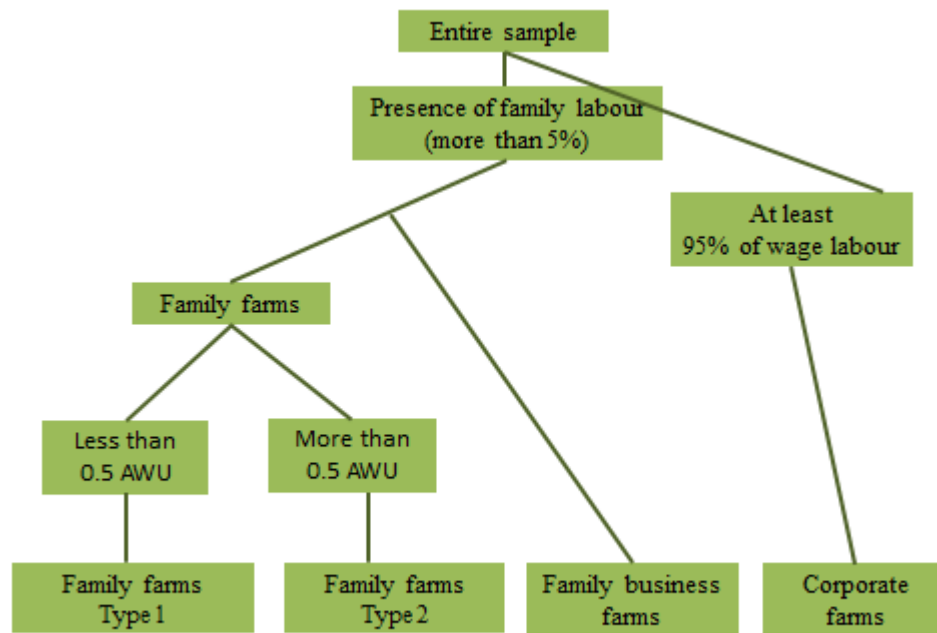 Entire sample
Presence of family labour
(more than 5%)
At least
95% of wage labour
Family farms
Less than
0.5 AWU
More than
0.5 AWU
Family farms
Type 1
Family farms
Type 2
Family business
farms
Corporate
farms